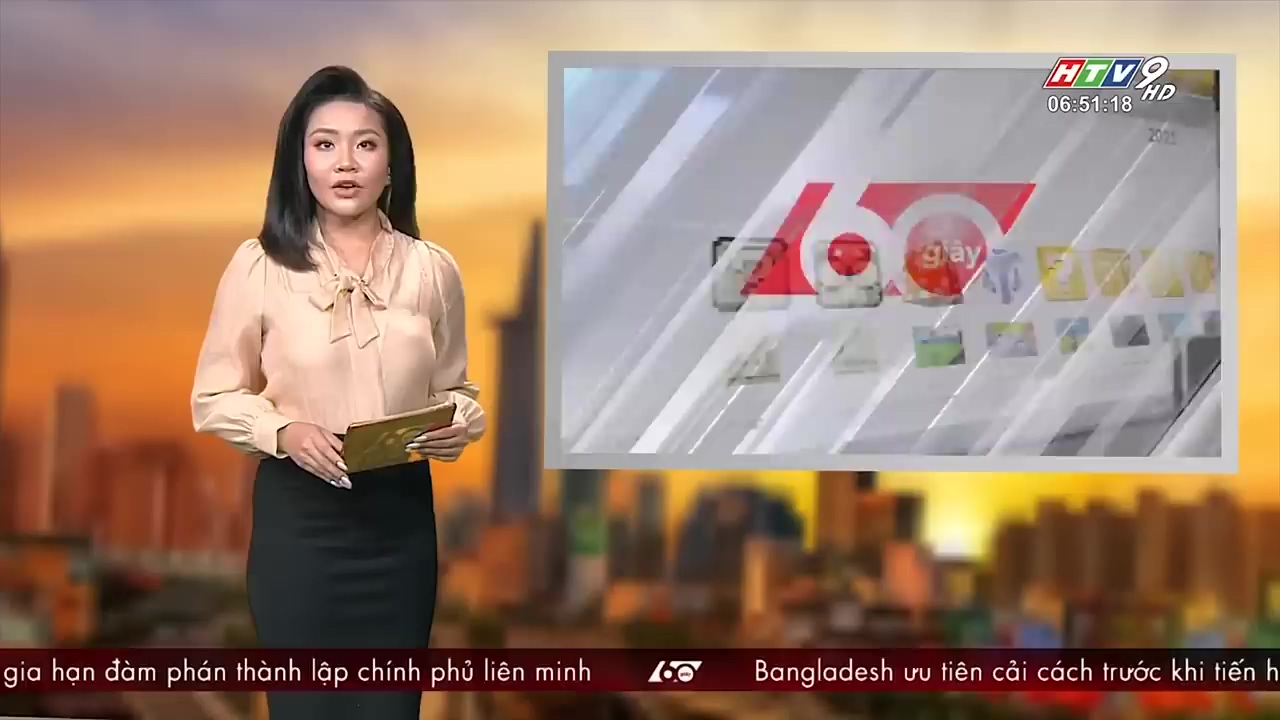 HTV9
HD
06:51:18
2021
60
giây
gia hạn đàm phán thành lập chính phủ liên minh
60 giây
Bangladesh ưu tiên cải cách trước khi tiến h